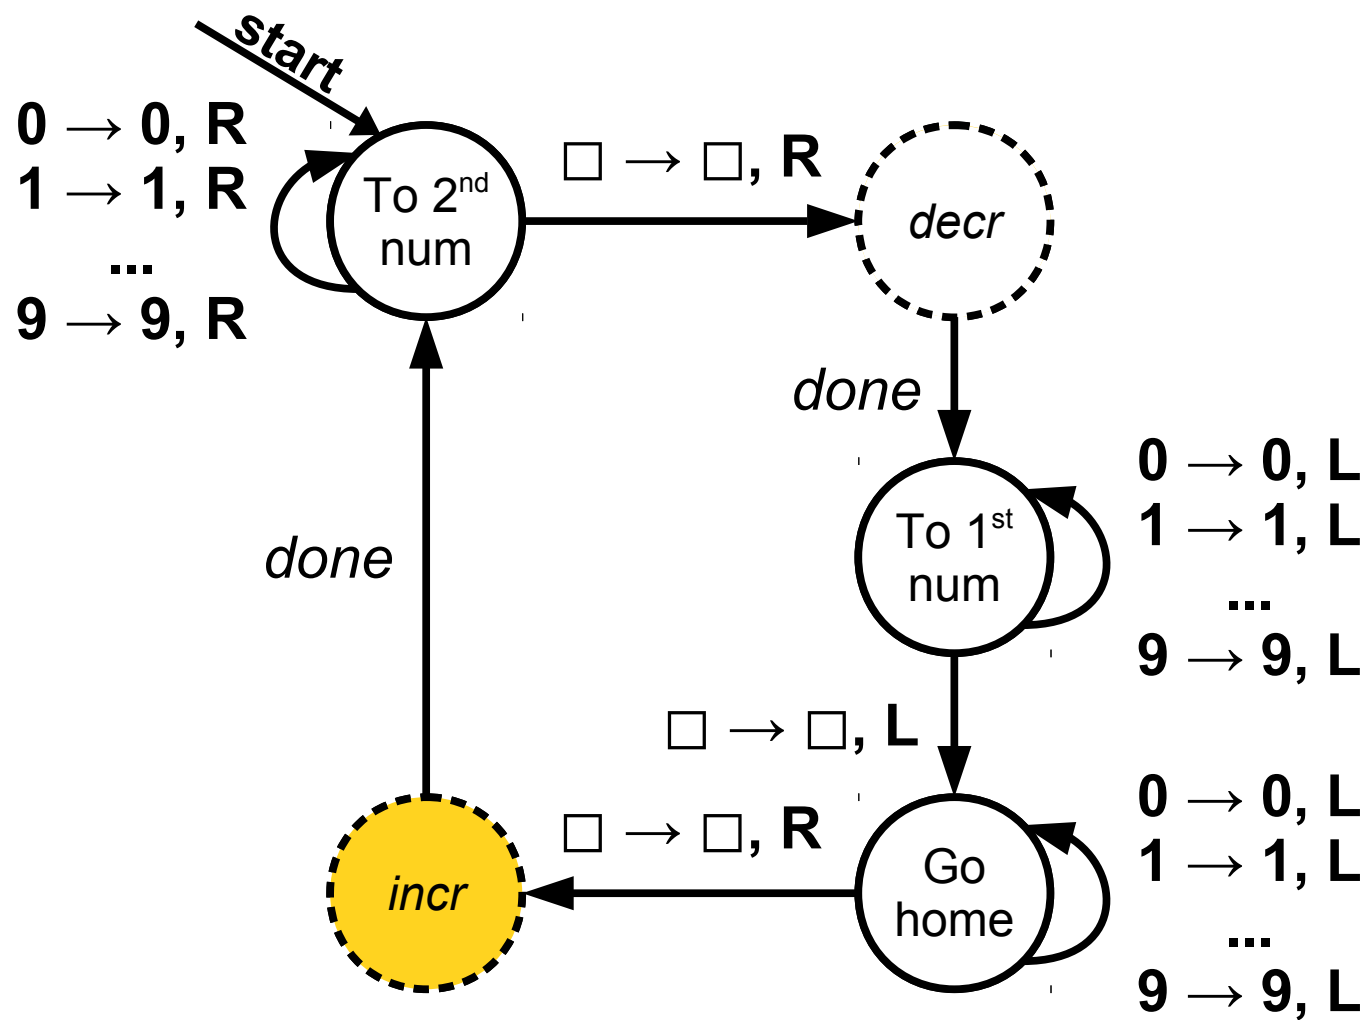 start
0 → 0, R
1 → 1, R
...
9 → 9, R
To 2nd
num
□ → □, R
decr
done
0 → 0, L
1 → 1, L
...
9 → 9, L
To 1st
num
done
□ → □, L
□ → □, R
incr
Go
home
0 → 0, L
1 → 1, L
...
9 → 9, L